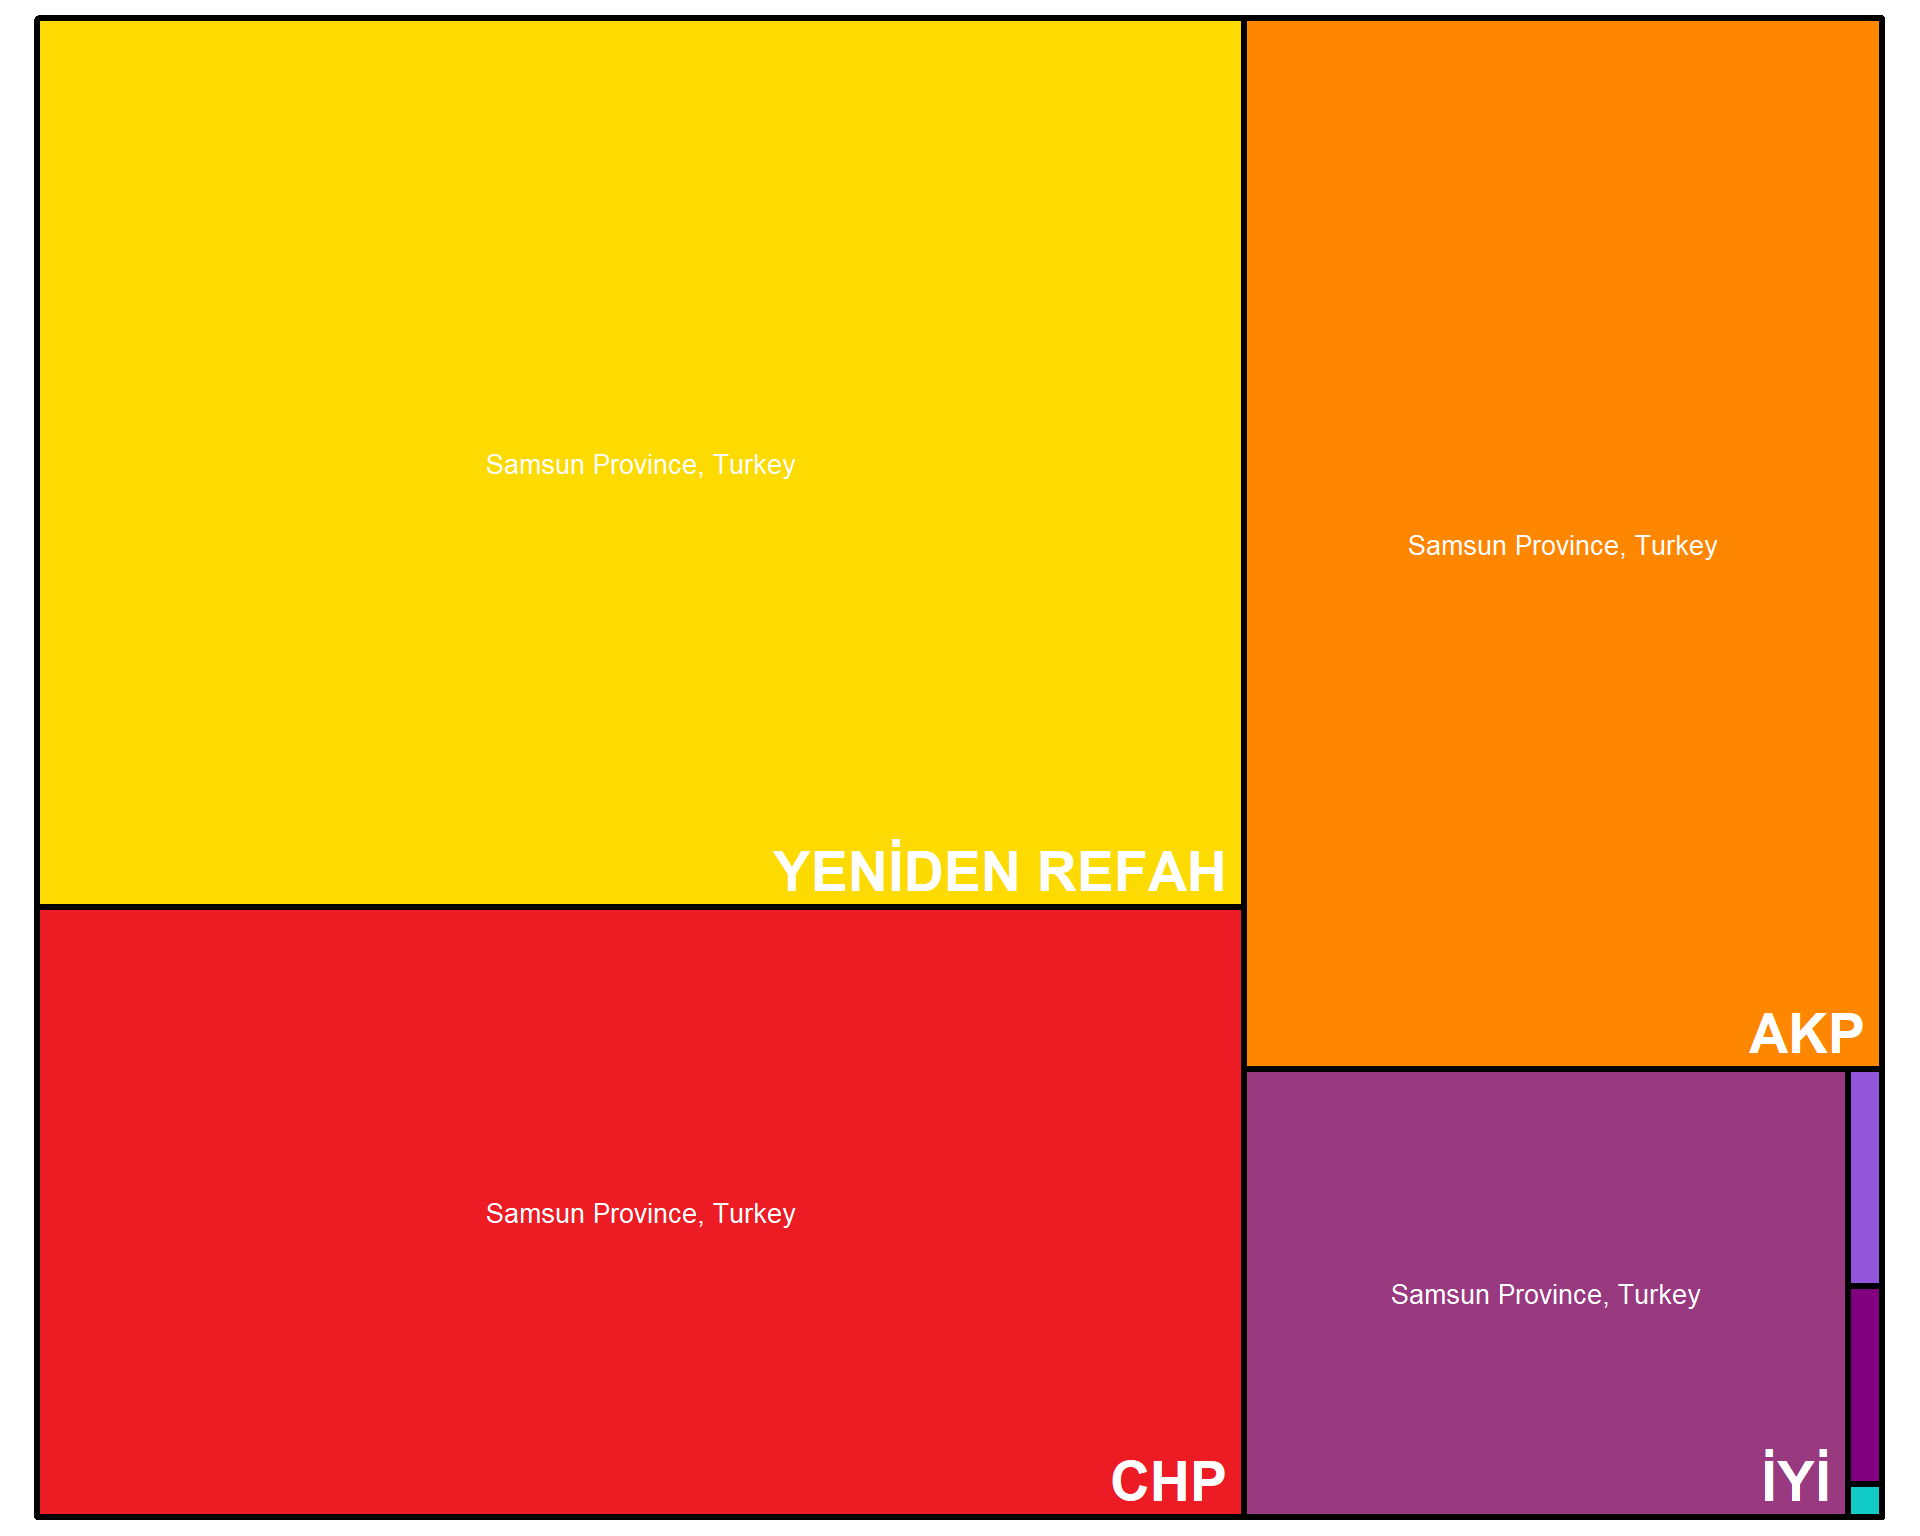 Samsun Province, Turkey
YENİDEN REFAH
Samsun Province, Turkey
AKP
Samsun Province, Turkey
CHP
Samsun Province, Turkey
İYİ